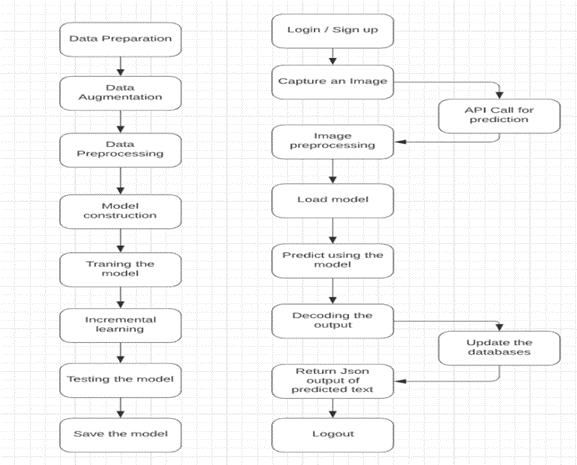 Data Preparation
Data
Augmentation
Data
Preprocessing
Model
construction
Traning the
model
Incremental
learning
Testing the model
Save the model
Login / Sign up
Capture an Image
API Call for
prediction
Image
preprocessing
Load model
Predict using the
model
Decoding the
output
Update the
databases
Return Json
output of
predicted text
Logout